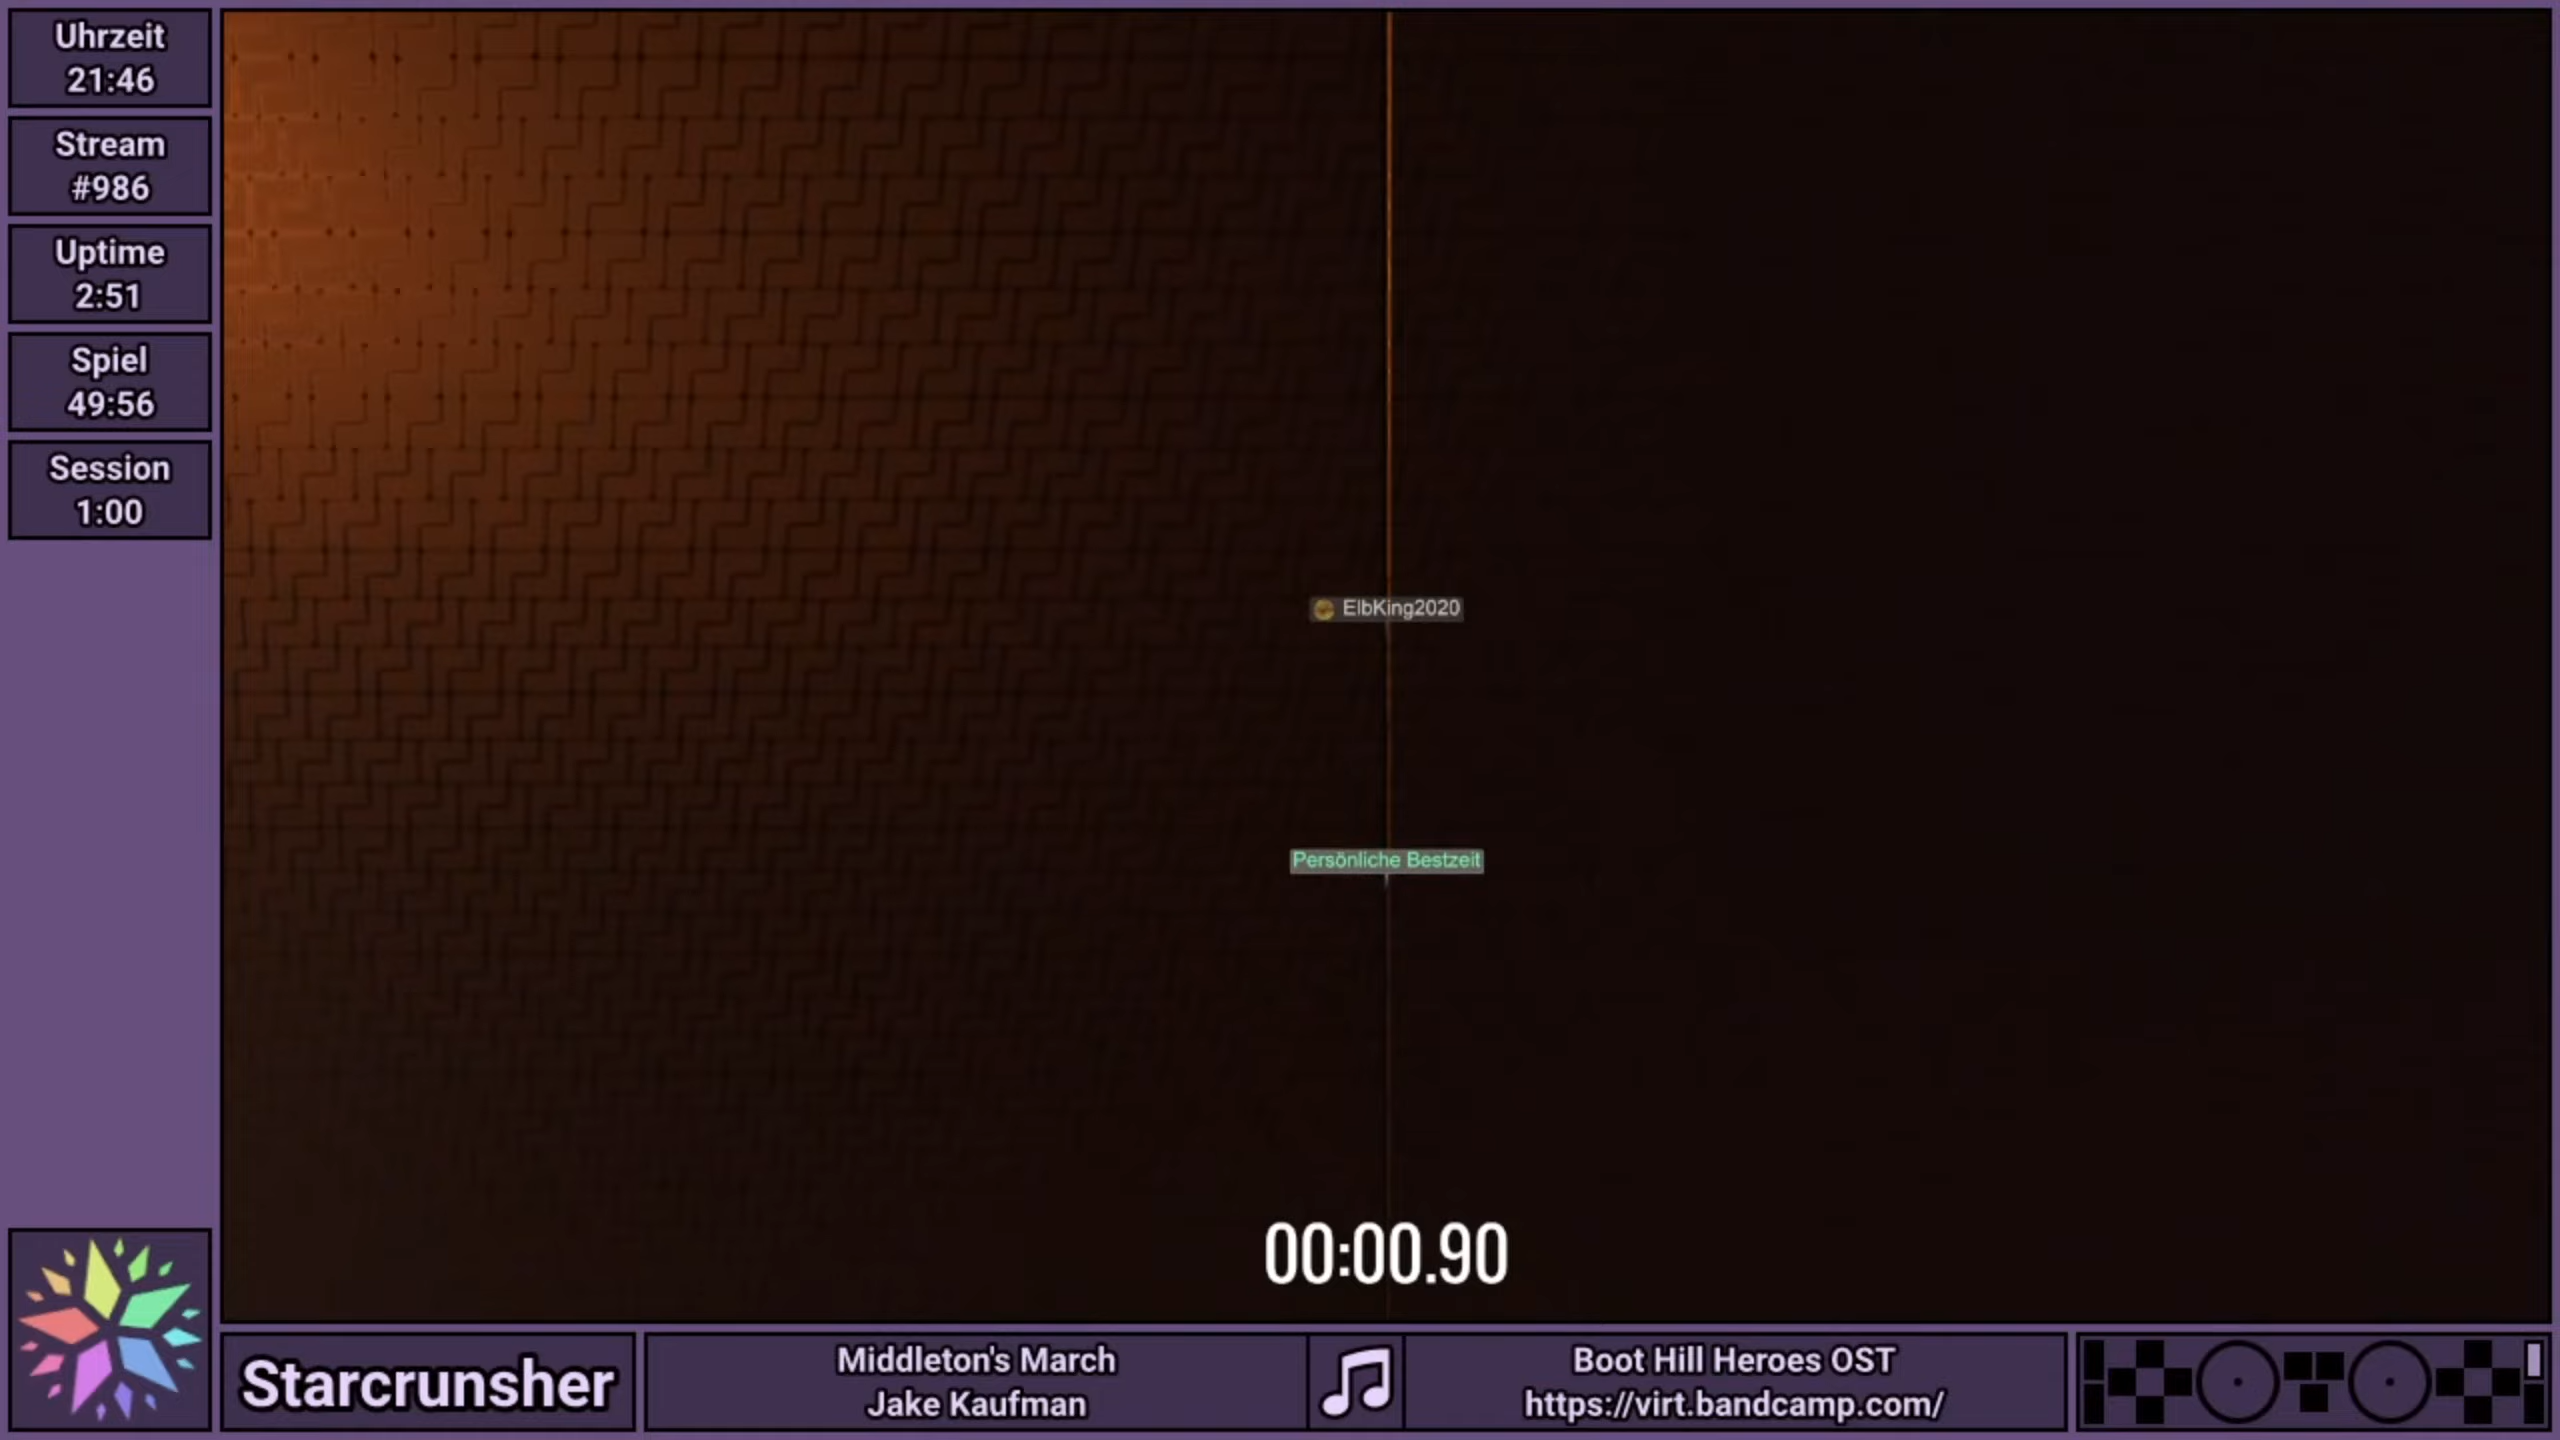 Uhrzeit
21:46
Stream
#986
Uptime
2:51
Spiel
49:56
Session
1:00
ElbKing2020
Persönliche Bestzeit
00:00.90
Starcrunsher
Middleton's March
Jake Kaufman
Boot Hill Heroes OST
https://virt.bandcamp.com/